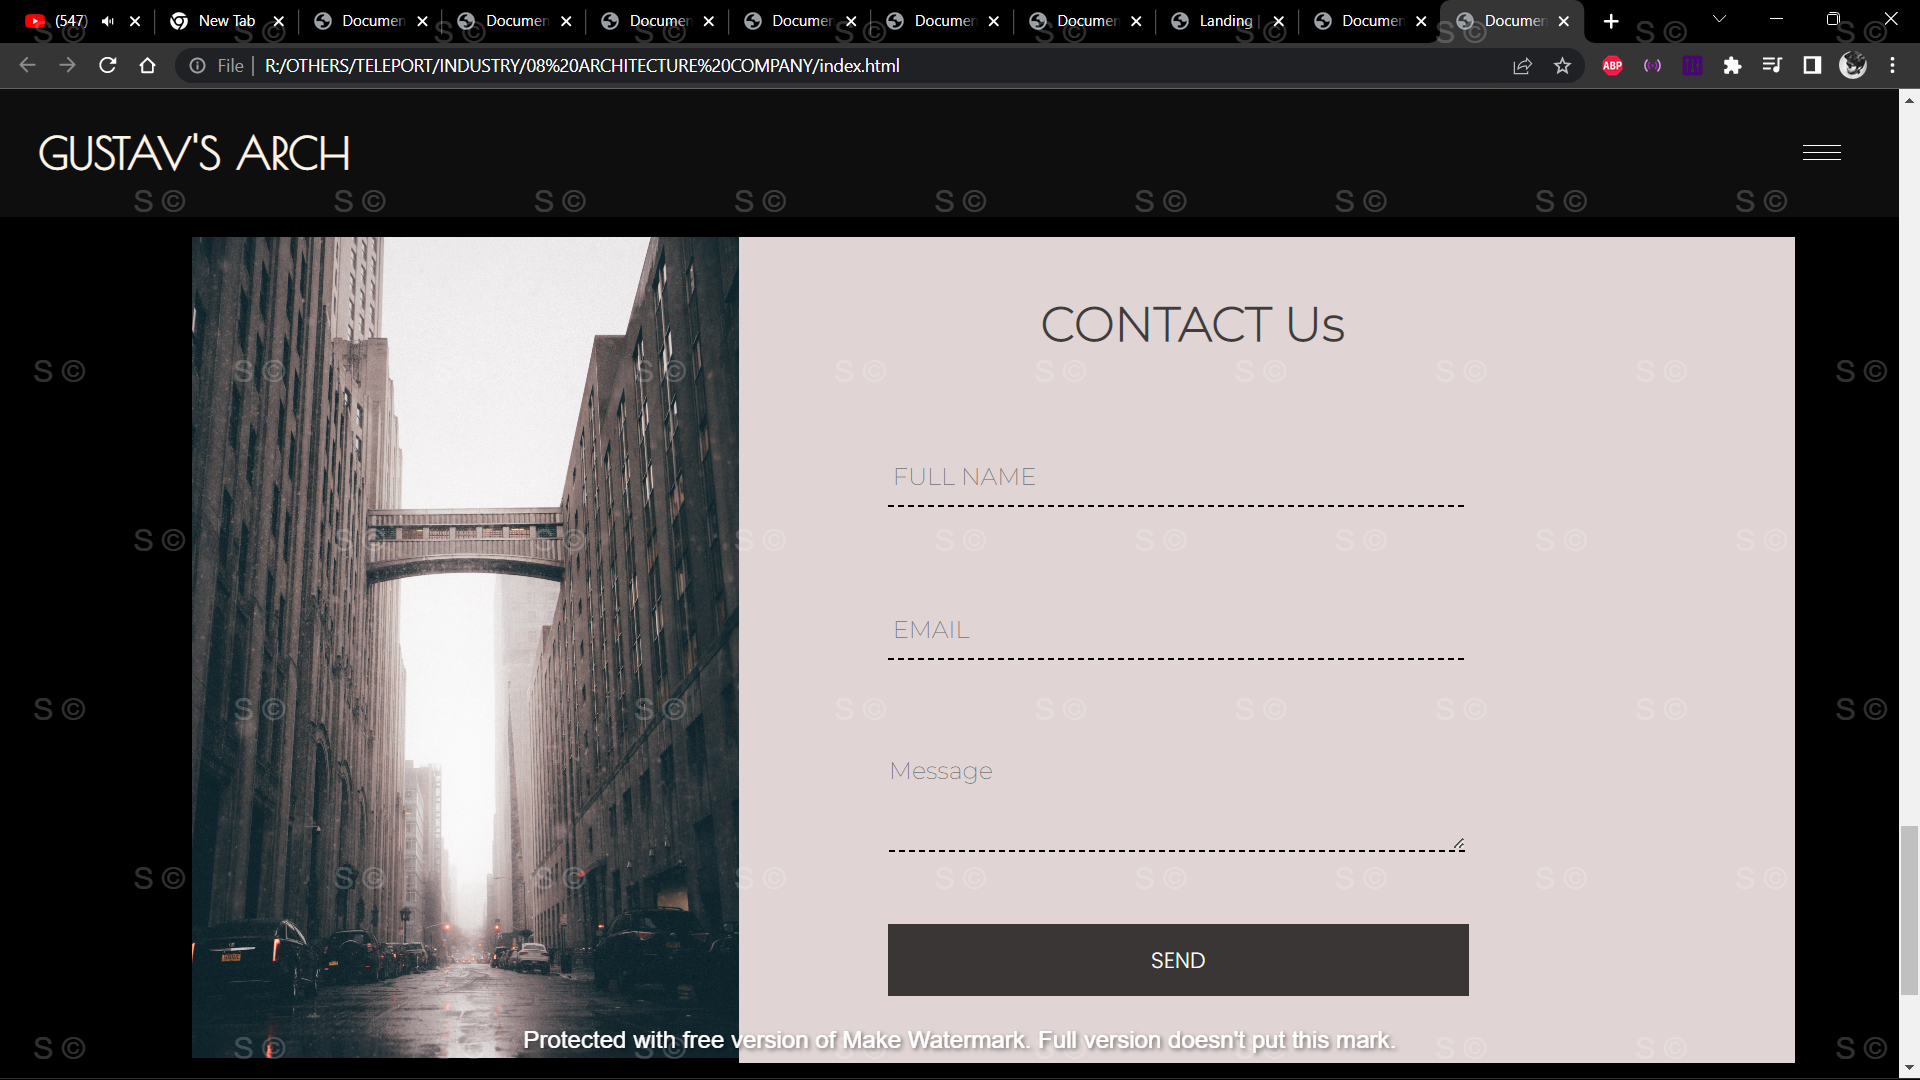 (547)
New Tab
Documen
Documen
Documen
Documen
Documen
Documen
Landing |
Documen
Documen
File | R:/OTHERS/TELEPORT/INDUSTRY/08%20ARCHITECTURE%20COMPANY/index.html
ABP
GUSTAV'S ARCH
S ©
CONTACT Us
FULL NAME
EMAIL
Message
SEND
Protected with free version of Make Watermark. Full version doesn't put this mark.